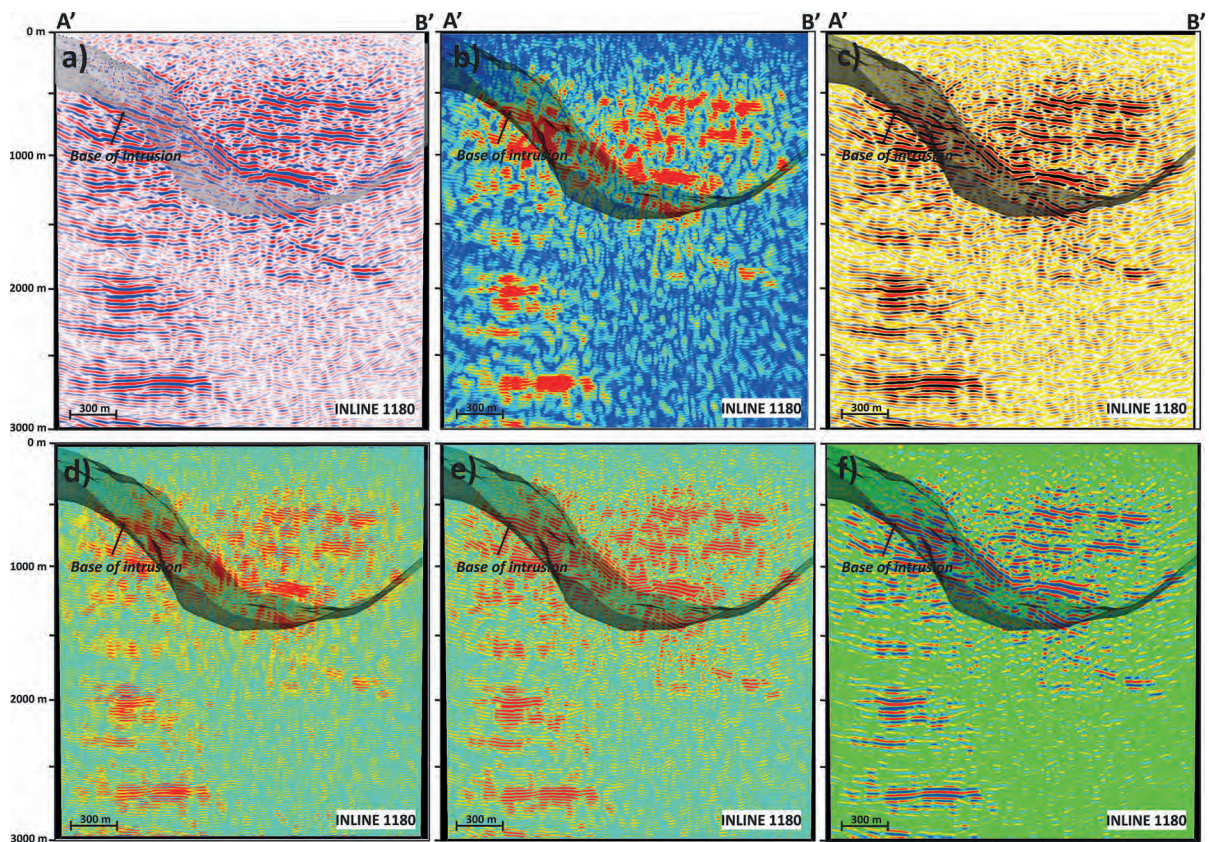 A' B' A' B' A' B'
0 m
a) b) c)
Base of intrusion Base of intrusion Base of intrusion
1000 m
2000 m
300 m INLINE 1180 300 m INLINE 1180 300 m INLINE 1180
3000 m
0 m
d) e) f)
Base of intrusion Base of intrusion Base of intrusion
1000 m
2000 m
300 m INLINE 1180 300 m INLINE 1180 300 m INLINE 1180
3000 m